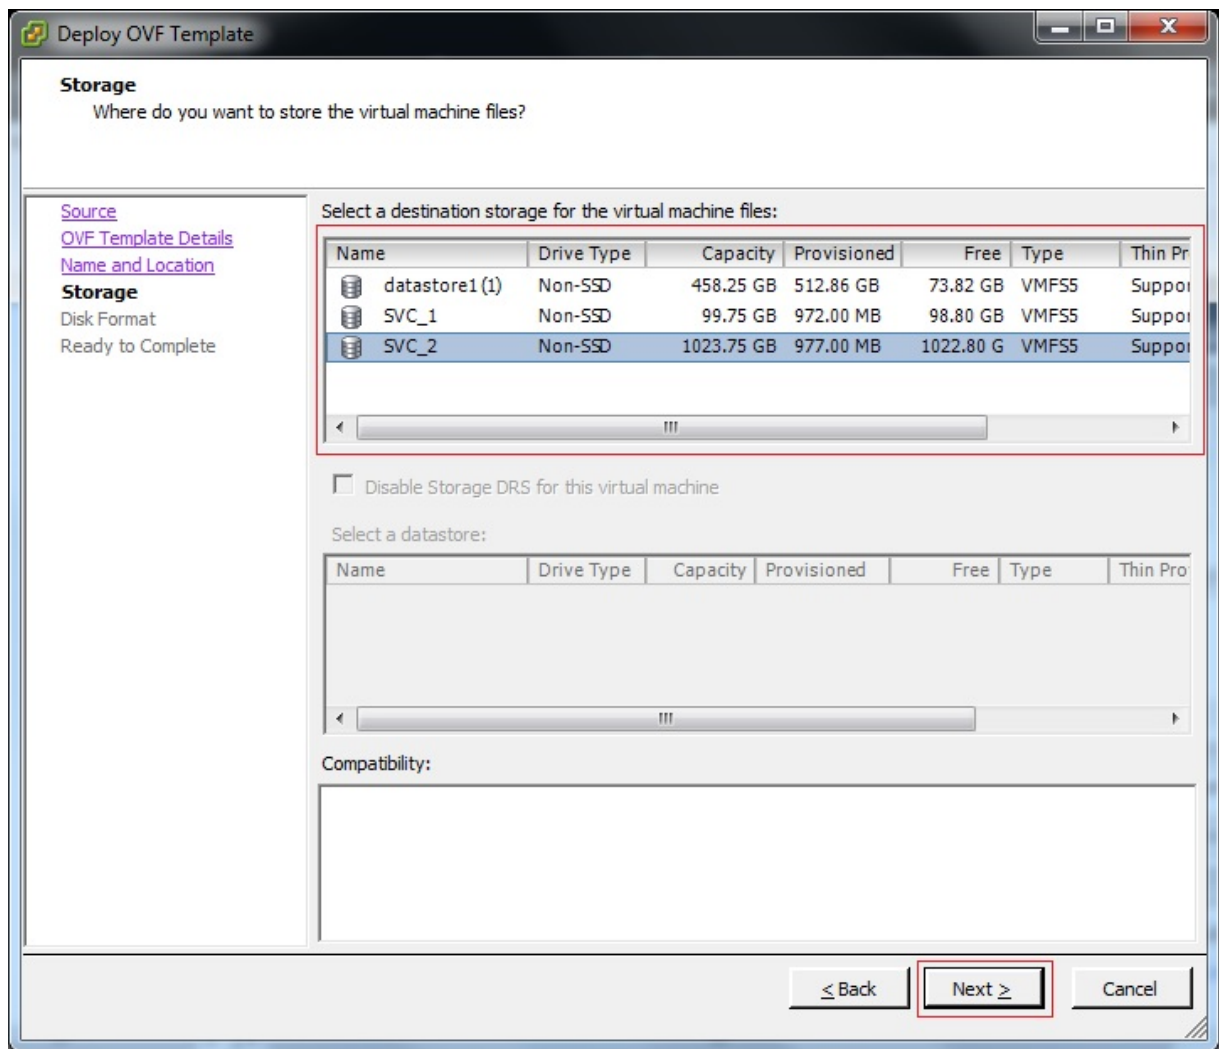 Deploy OVF Template
Storage
Where do you want to store the virtual machine files?
Source
OVF Template Details
Name and Location
Storage
Disk Format
Ready to Complete
Select a destination storage for the virtual machine files:
Name Drive Type Capacity Provisioned Free Type Thin Pr
datastore1 (1) Non-SSD 458.25 GB 512.86 GB 73.82 GB VMFS5 Suppor
SVC_1 Non-SSD 99.75 GB 972.00 MB 98.80 GB VMFS5 Suppor
SVC_2 Non-SSD 1023.75 GB 977.00 MB 1022.80 G VMFS5 Suppor
Disable Storage DRS for this virtual machine
Select a datastore:
Name Drive Type Capacity Provisioned Free Type Thin Pro
Compatibility:
< Back Next > Cancel